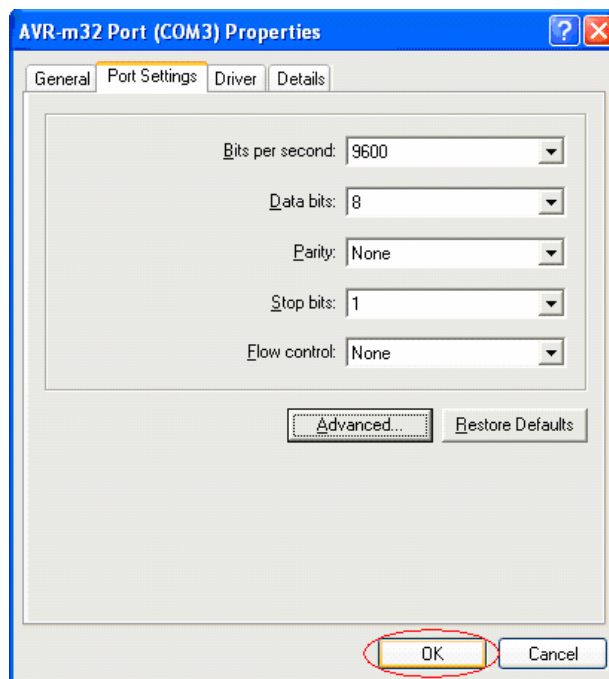 AVR-m32 Port (COM3) Properties ?
General Port Settings Driver Details
Bits per second: 9600
Data bits: 8
Parity: None
Stop bits: 1
Flow control: None
Advanced... Restore Defaults
OK Cancel